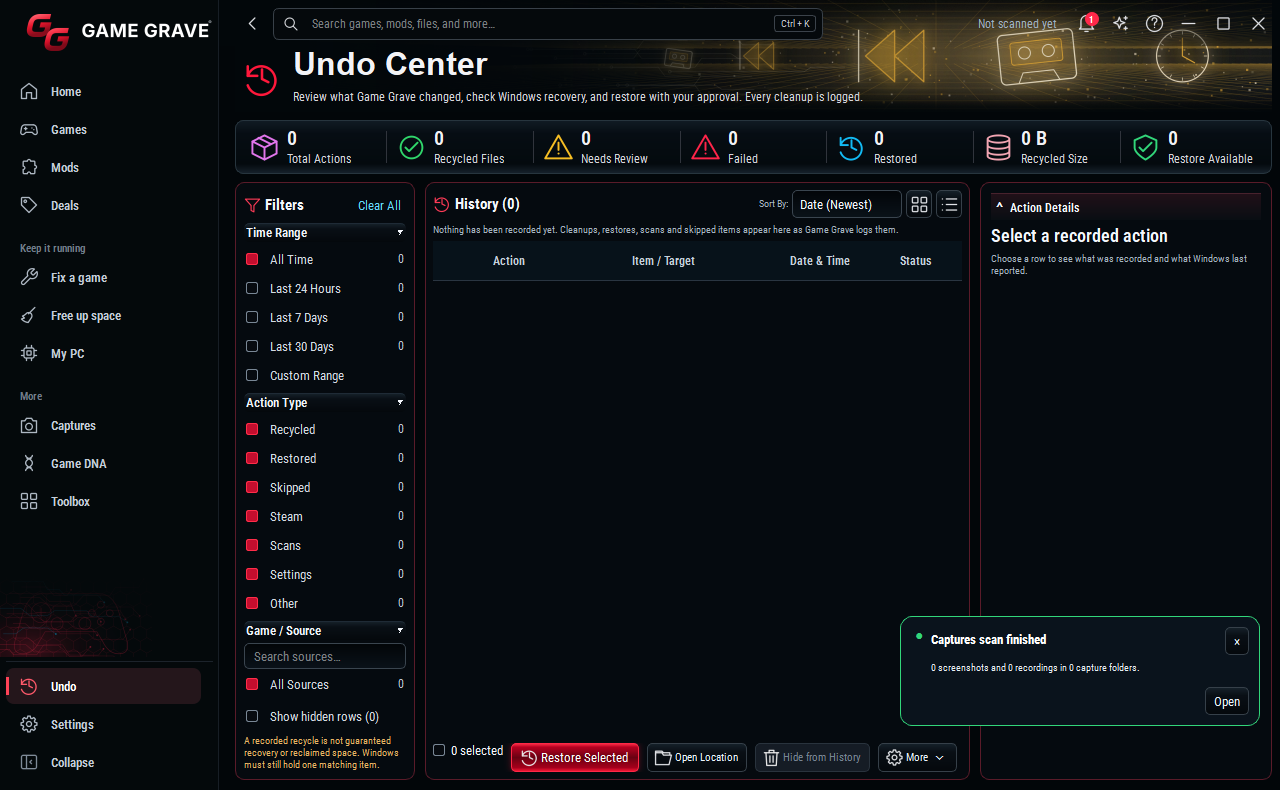 GG GAME GRAVE
Search games, mods, files, and more...
Ctrl + K
Not scanned yet
1
Undo Center
Review what Game Grave changed, check Windows recovery, and restore with your approval. Every cleanup is logged.
Home
Games
Mods
Deals
Keep it running
Fix a game
Free up space
My PC
More
Captures
Game DNA
Toolbox
Undo
Settings
Collapse
0
Total Actions
0
Recycled Files
0
Needs Review
0
Failed
0
Restored
0 B
Recycled Size
0
Restore Available
Filters
Clear All
Time Range
All Time 0
Last 24 Hours 0
Last 7 Days 0
Last 30 Days 0
Custom Range
Action Type
Recycled 0
Restored 0
Skipped 0
Steam 0
Scans 0
Settings 0
Other 0
Game / Source
Search sources...
All Sources 0
Show hidden rows (0)
A recorded recycle is not guaranteed
recovery or reclaimed space. Windows
must still hold one matching item.
History (0)
Sort By: Date (Newest)
Nothing has been recorded yet. Cleanups, restores, scans and skipped items appear here as Game Grave logs them.
Action Item / Target Date & Time Status
0 selected
Restore Selected
Open Location
Hide from History
More
^ Action Details
Select a recorded action
Choose a row to see what was recorded and what Windows last
reported.
Captures scan finished
x
0 screenshots and 0 recordings in 0 capture folders.
Open